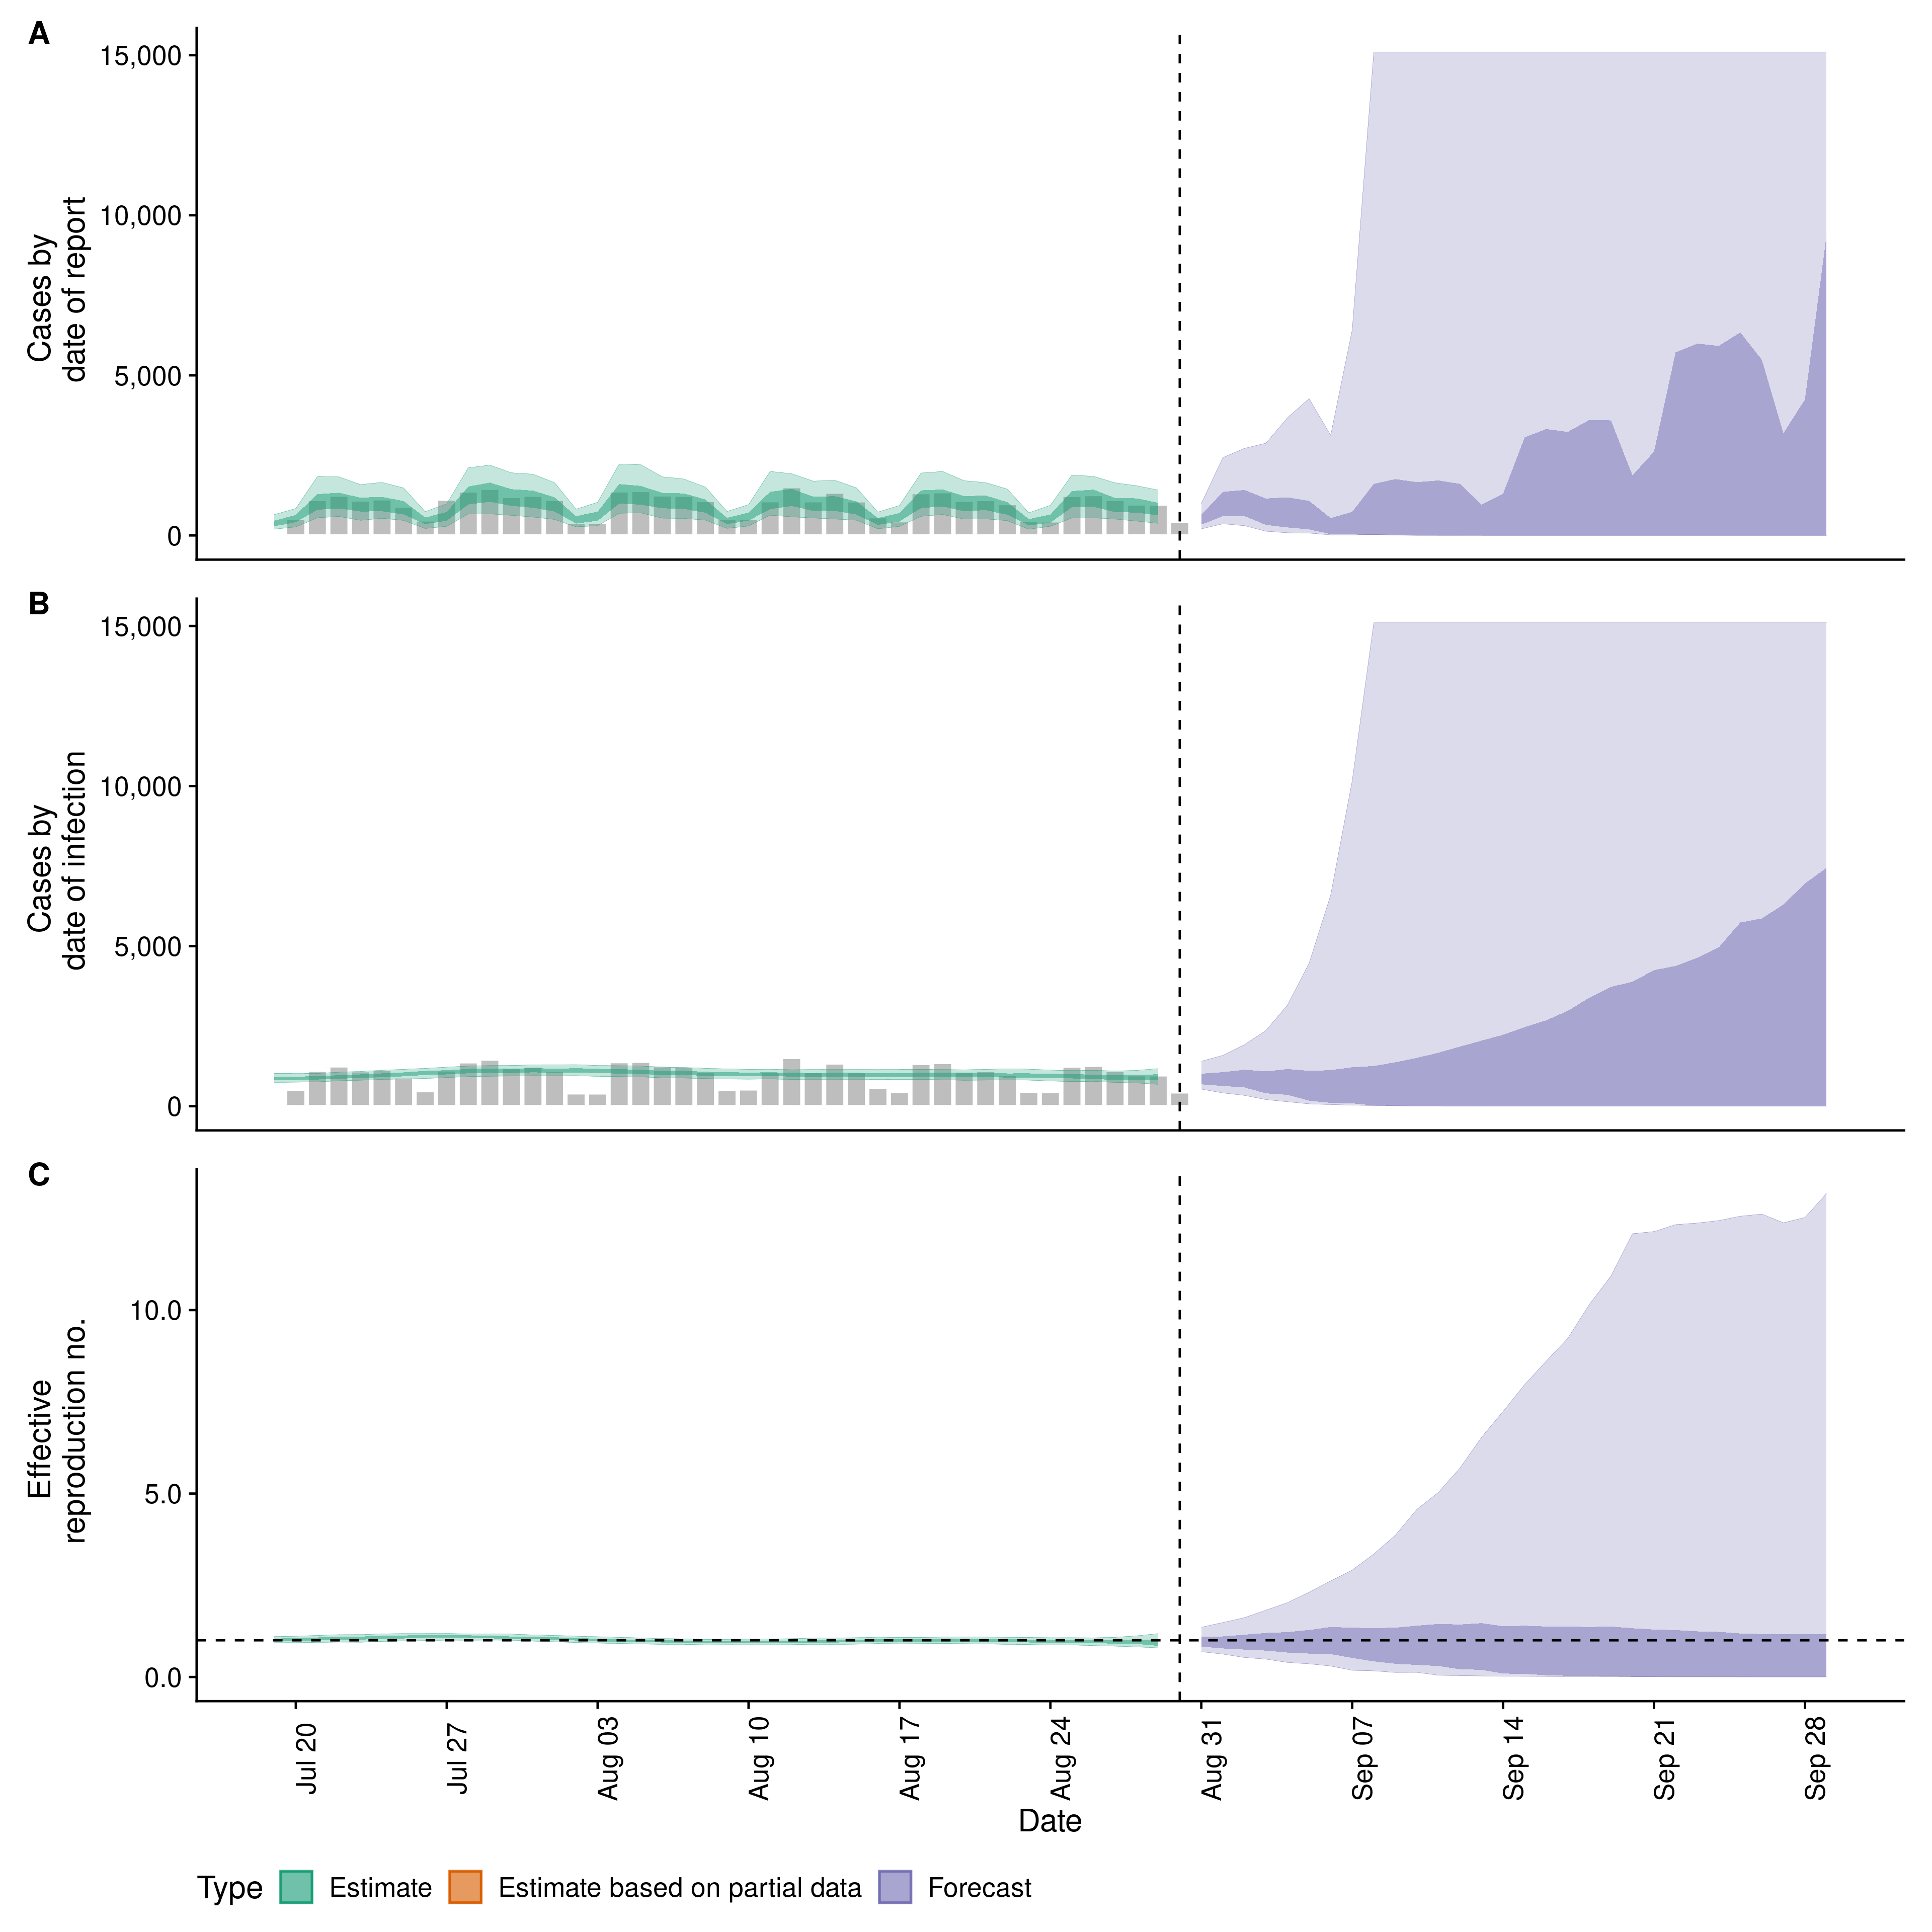 A
15,000
10,000
5,000
0
Cases by
date of report
B
15,000
10,000
5,000
0
Cases by
date of infection
C
10.0
5.0
0.0
Effective
reproduction no.
Jul 20
Jul 27
Aug 03
Aug 10
Aug 17
Aug 24
Aug 31
Sep 07
Sep 14
Sep 21
Sep 28
Date
Type Estimate Estimate based on partial data Forecast